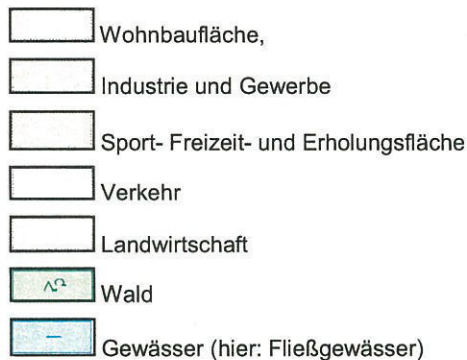 Wohnbaufläche,
Industrie und Gewerbe
Sport- Freizeit- und Erholungsfläche
Verkehr
Landwirtschaft
Wald
Gewässer (hier: Fließgewässer)